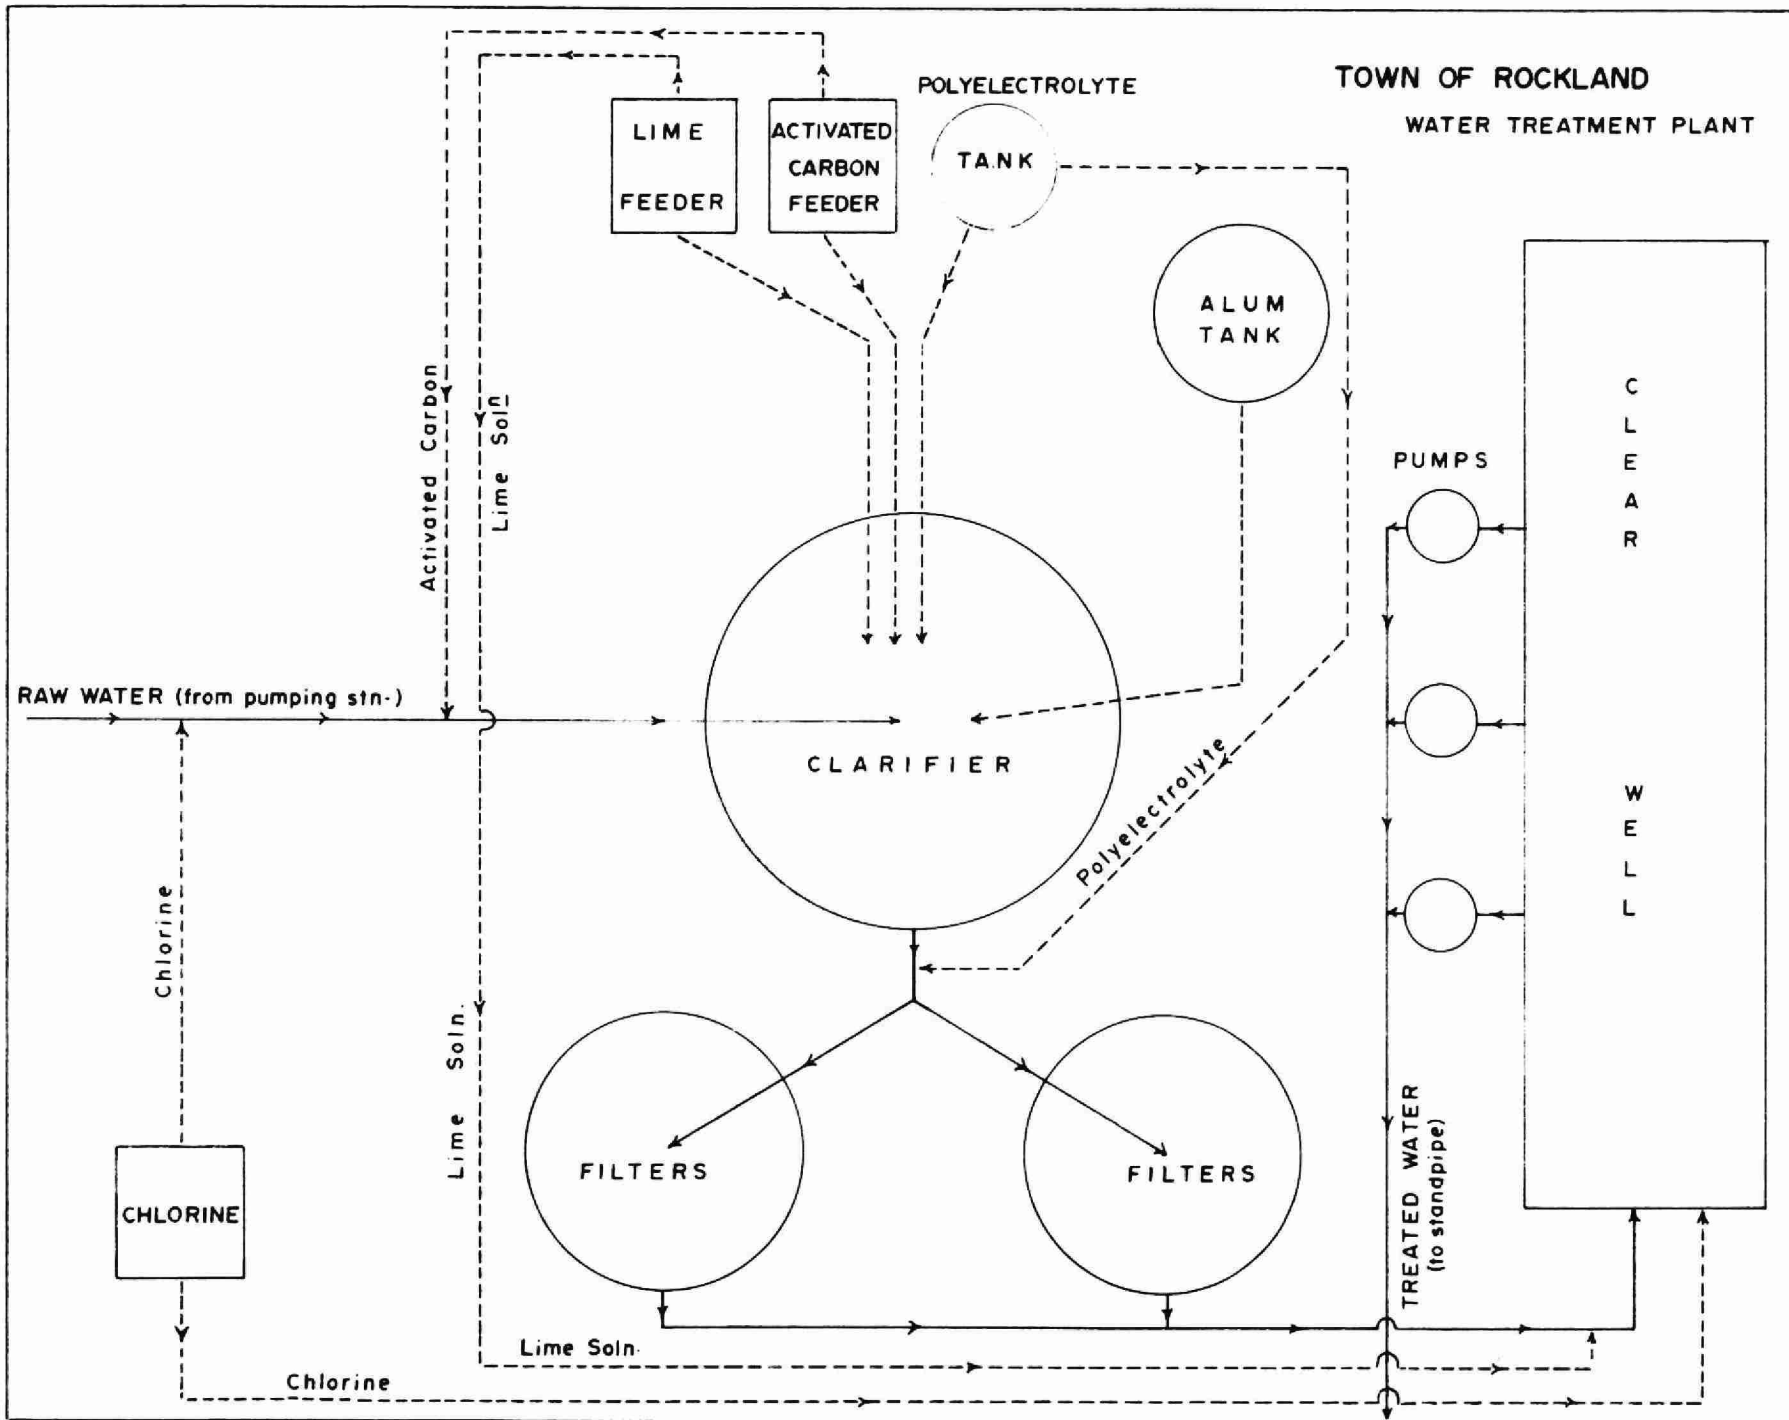 TOWN OF ROCKLAND
WATER TREATMENT PLANT
POLYELECTROLYTE
TANK
LIME
FEEDER
ACTIVATED
CARBON
FEEDER
ALUM
TANK
Activated Carbon
Lime Soln
PUMPS
CLEAR WELL
RAW WATER (from pumping stn.)
CLARIFIER
Polyelectrolyte
Chlorine
Lime Soln.
CHLORINE
FILTERS
FILTERS
TREATED WATER
(to standpipe)
Lime Soln.
Chlorine